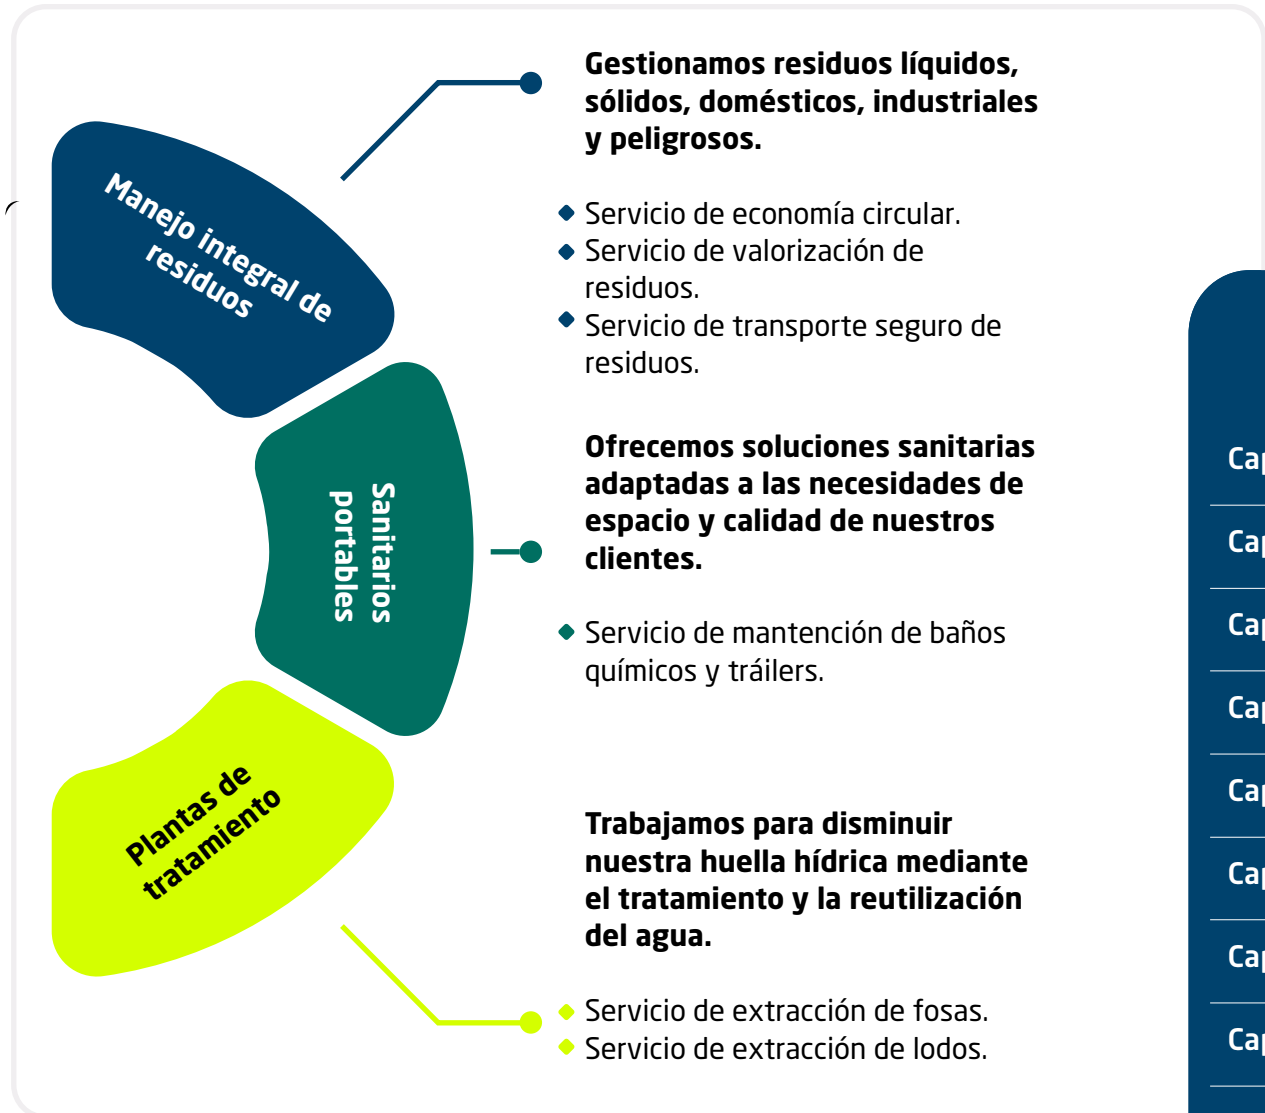 Manejo integral de
residuos
Gestionamos residuos líquidos,
sólidos, domésticos, industriales
y peligrosos.
Servicio de economía circular.
Servicio de valorización de
residuos.
Servicio de transporte seguro de
residuos.
Sanitarios
portables
Ofrecemos soluciones sanitarias
adaptadas a las necesidades de
espacio y calidad de nuestros
clientes.
Servicio de mantención de baños
químicos y tráilers.
Plantas de
tratamiento
Trabajamos para disminuir
nuestra huella hídrica mediante
el tratamiento y la reutilización
del agua.
Servicio de extracción de fosas.
Servicio de extracción de lodos.